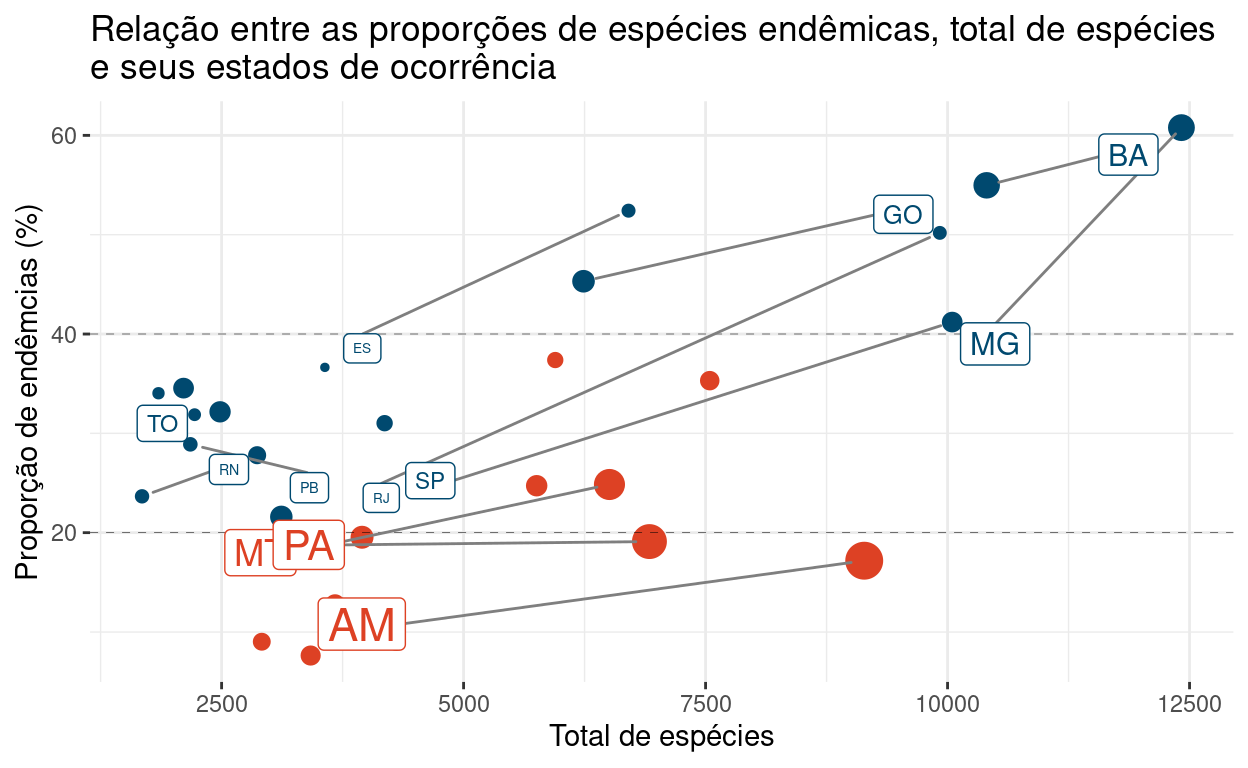 Relação entre as proporções de espécies endêmicas, total de espécies
e seus estados de ocorrência
Proporção de endêmcias (%)
60
40
20
BA
GO
MG
ES
TO
RN
PB
RJ
SP
PA
AM
2500
5000
7500
10000
12500
Total de espécies